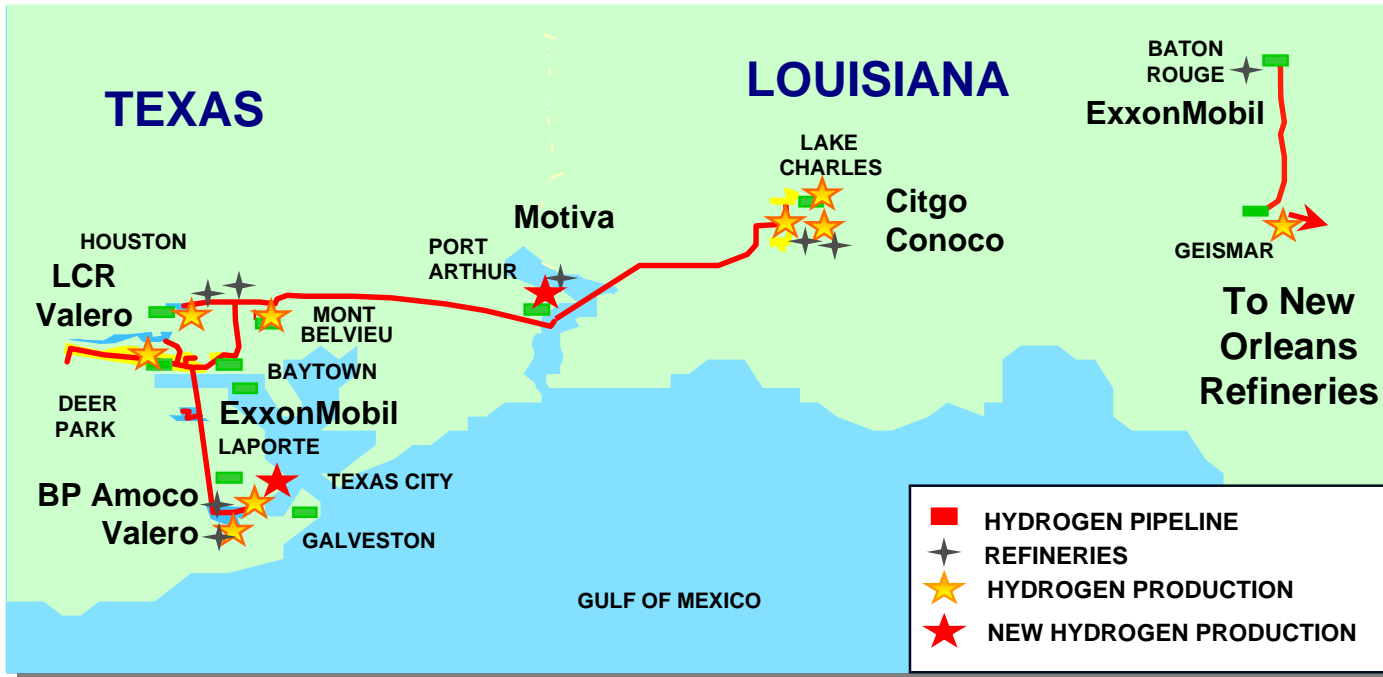 TEXAS
LOUISIANA
BATON
ROUGE
ExxonMobil
LAKE
CHARLES
Citgo
Conoco
Motiva
PORT
ARTHUR
HOUSTON
LCR
Valero
MONT
BELVIEU
GEISMAR
To New
Orleans
Refineries
BAYTOWN
DEER
PARK
ExxonMobil
LAPORTE
TEXAS CITY
BP Amoco
Valero
GALVESTON
GULF OF MEXICO
HYDROGEN PIPELINE
REFINERIES
HYDROGEN PRODUCTION
NEW HYDROGEN PRODUCTION